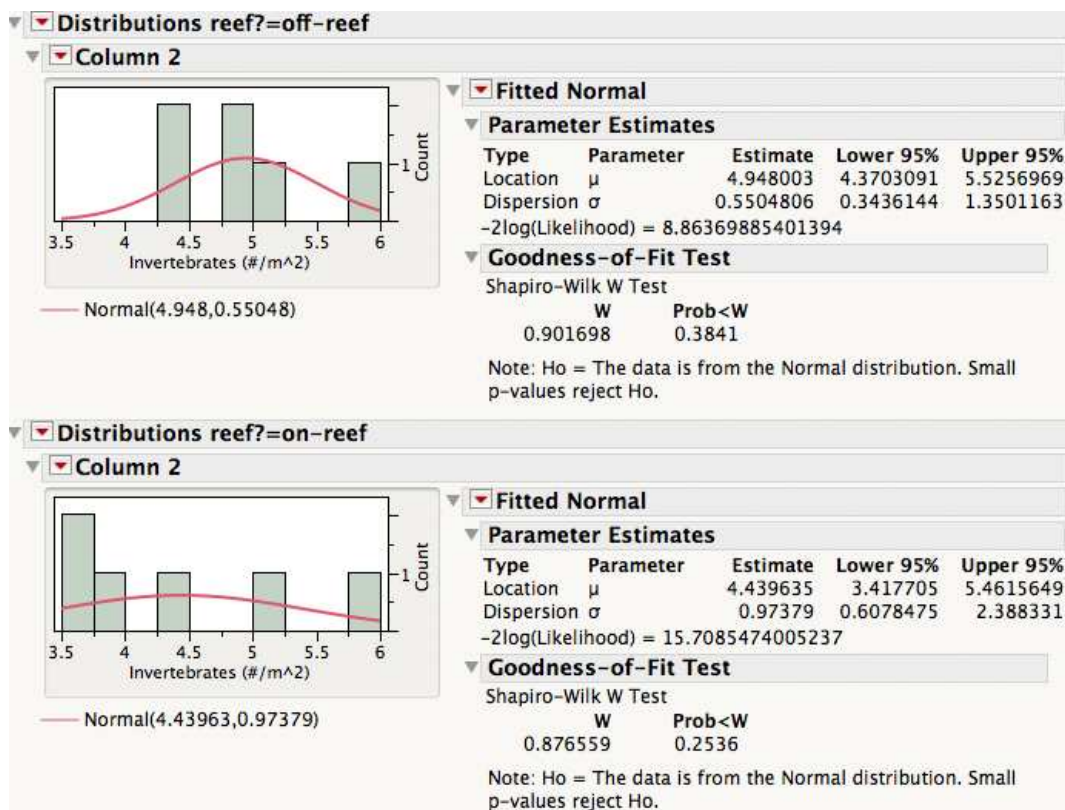 Distributions reef?=off-reef
Column 2
1
Count
3.5 4 4.5 5 5.5 6
Invertebrates (#/m^2)
Normal(4.948,0.55048)
Fitted Normal
Parameter Estimates
Type Parameter Estimate Lower 95% Upper 95%
Location μ 4.948003 4.3703091 5.5256969
Dispersion σ 0.5504806 0.3436144 1.3501163
-2log(Likelihood) = 8.86369885401394
Goodness-of-Fit Test
Shapiro-Wilk W Test
W Prob<W
0.901698 0.3841
Note: Ho = The data is from the Normal distribution. Small
p-values reject Ho.
Distributions reef?=on-reef
Column 2
1
Count
3.5 4 4.5 5 5.5 6
Invertebrates (#/m^2)
Normal(4.43963,0.97379)
Fitted Normal
Parameter Estimates
Type Parameter Estimate Lower 95% Upper 95%
Location μ 4.439635 3.417705 5.4615649
Dispersion σ 0.97379 0.6078475 2.388331
-2log(Likelihood) = 15.7085474005237
Goodness-of-Fit Test
Shapiro-Wilk W Test
W Prob<W
0.876559 0.2536
Note: Ho = The data is from the Normal distribution. Small
p-values reject Ho.